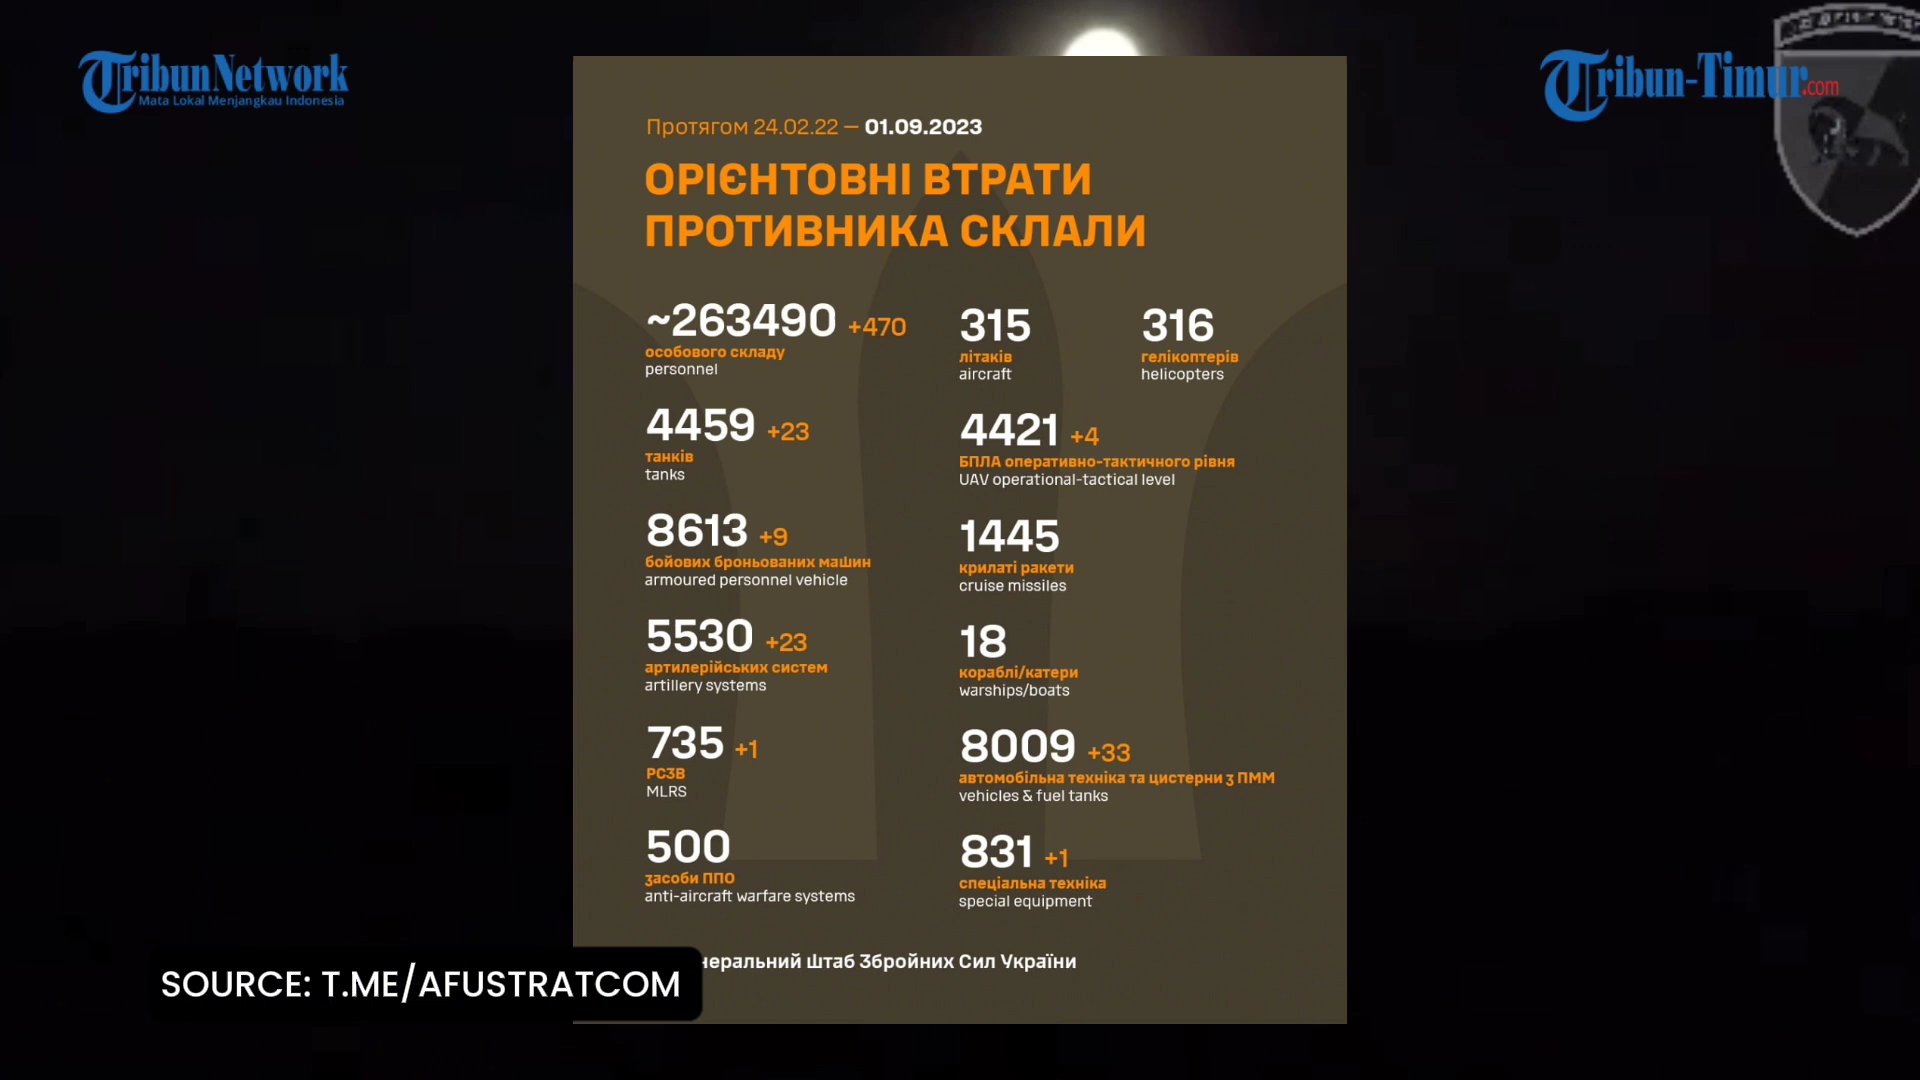 TribunNetwork
Mata Lokal Menjangkau Indonesia
Tribun-Timur.com
Протягом 24.02.22 — 01.09.2023
ОРІЄНТОВНІ ВТРАТИ
ПРОТИВНИКА СКЛАЛИ
~263490 +470
особового складу
personnel
315
літаків
aircraft
316
гелікоптерів
helicopters
4459 +23
танків
tanks
4421 +4
БПЛА оперативно-тактичного рівня
UAV operational-tactical level
8613 +9
бойових броньованих машин
armoured personnel vehicle
1445
крилаті ракети
cruise missiles
5530 +23
артилерійських систем
artillery systems
18
кораблі/катери
warships/boats
735 +1
РСЗВ
MLRS
8009 +33
автомобільна техніка та цистерни з ПММ
vehicles & fuel tanks
500
засоби ППО
anti-aircraft warfare systems
831 +1
спеціальна техніка
special equipment
неральний Штаб Збройних Сил України
SOURCE: T.ME/AFUSTRATCOM